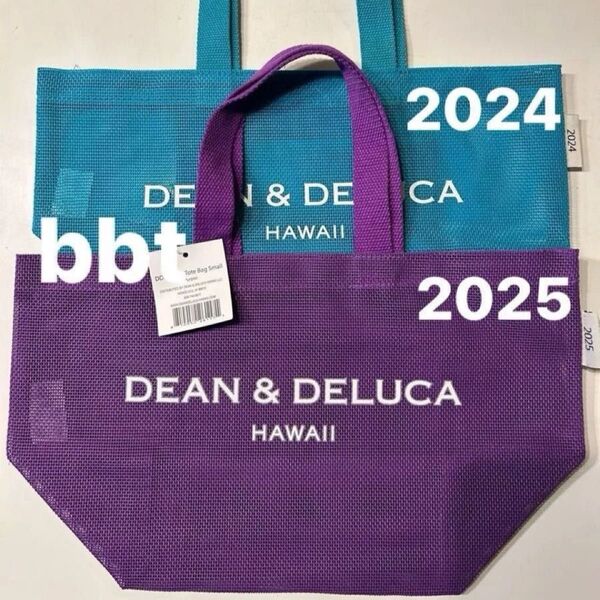 2024
2024
DEAN & DELUCA
HAWAII
bbt
Tote Bag Small
2025
2025
DEAN & DELUCA
HAWAII